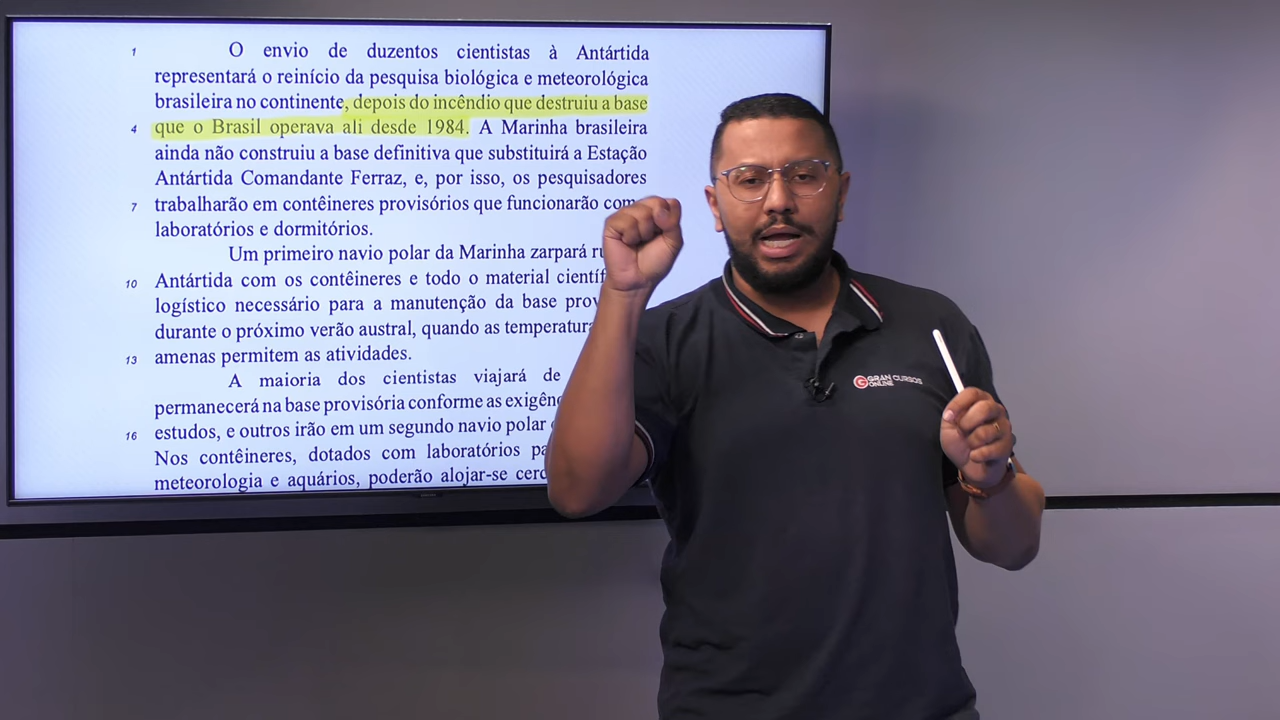 1 O envio de duzentos cientistas à Antártida
representará o reinício da pesquisa biológica e meteorológica
brasileira no continente, depois do incêndio que destruiu a base
4 que o Brasil operava ali desde 1984. A Marinha brasileira
ainda não construiu a base definitiva que substituirá a Estação
Antártida Comandante Ferraz, e, por isso, os pesquisadores
7 trabalharão em contêineres provisórios que funcionarão com
laboratórios e dormitórios.
Um primeiro navio polar da Marinha zarpará
10 Antártida com os contêineres e todo o material
logístico necessário para a manutenção da base
durante o próximo verão austral, quando as
13 amenas permitem as atividades.
A maioria dos cientistas viajará de
permanecerá na base provisória conforme as
16 estudos, e outros irão em um segundo navio polar
Nos contêineres, dotados com laboratórios
meteorologia e aquários, poderão alojar-se
GRAN CURSOS
ONLINE